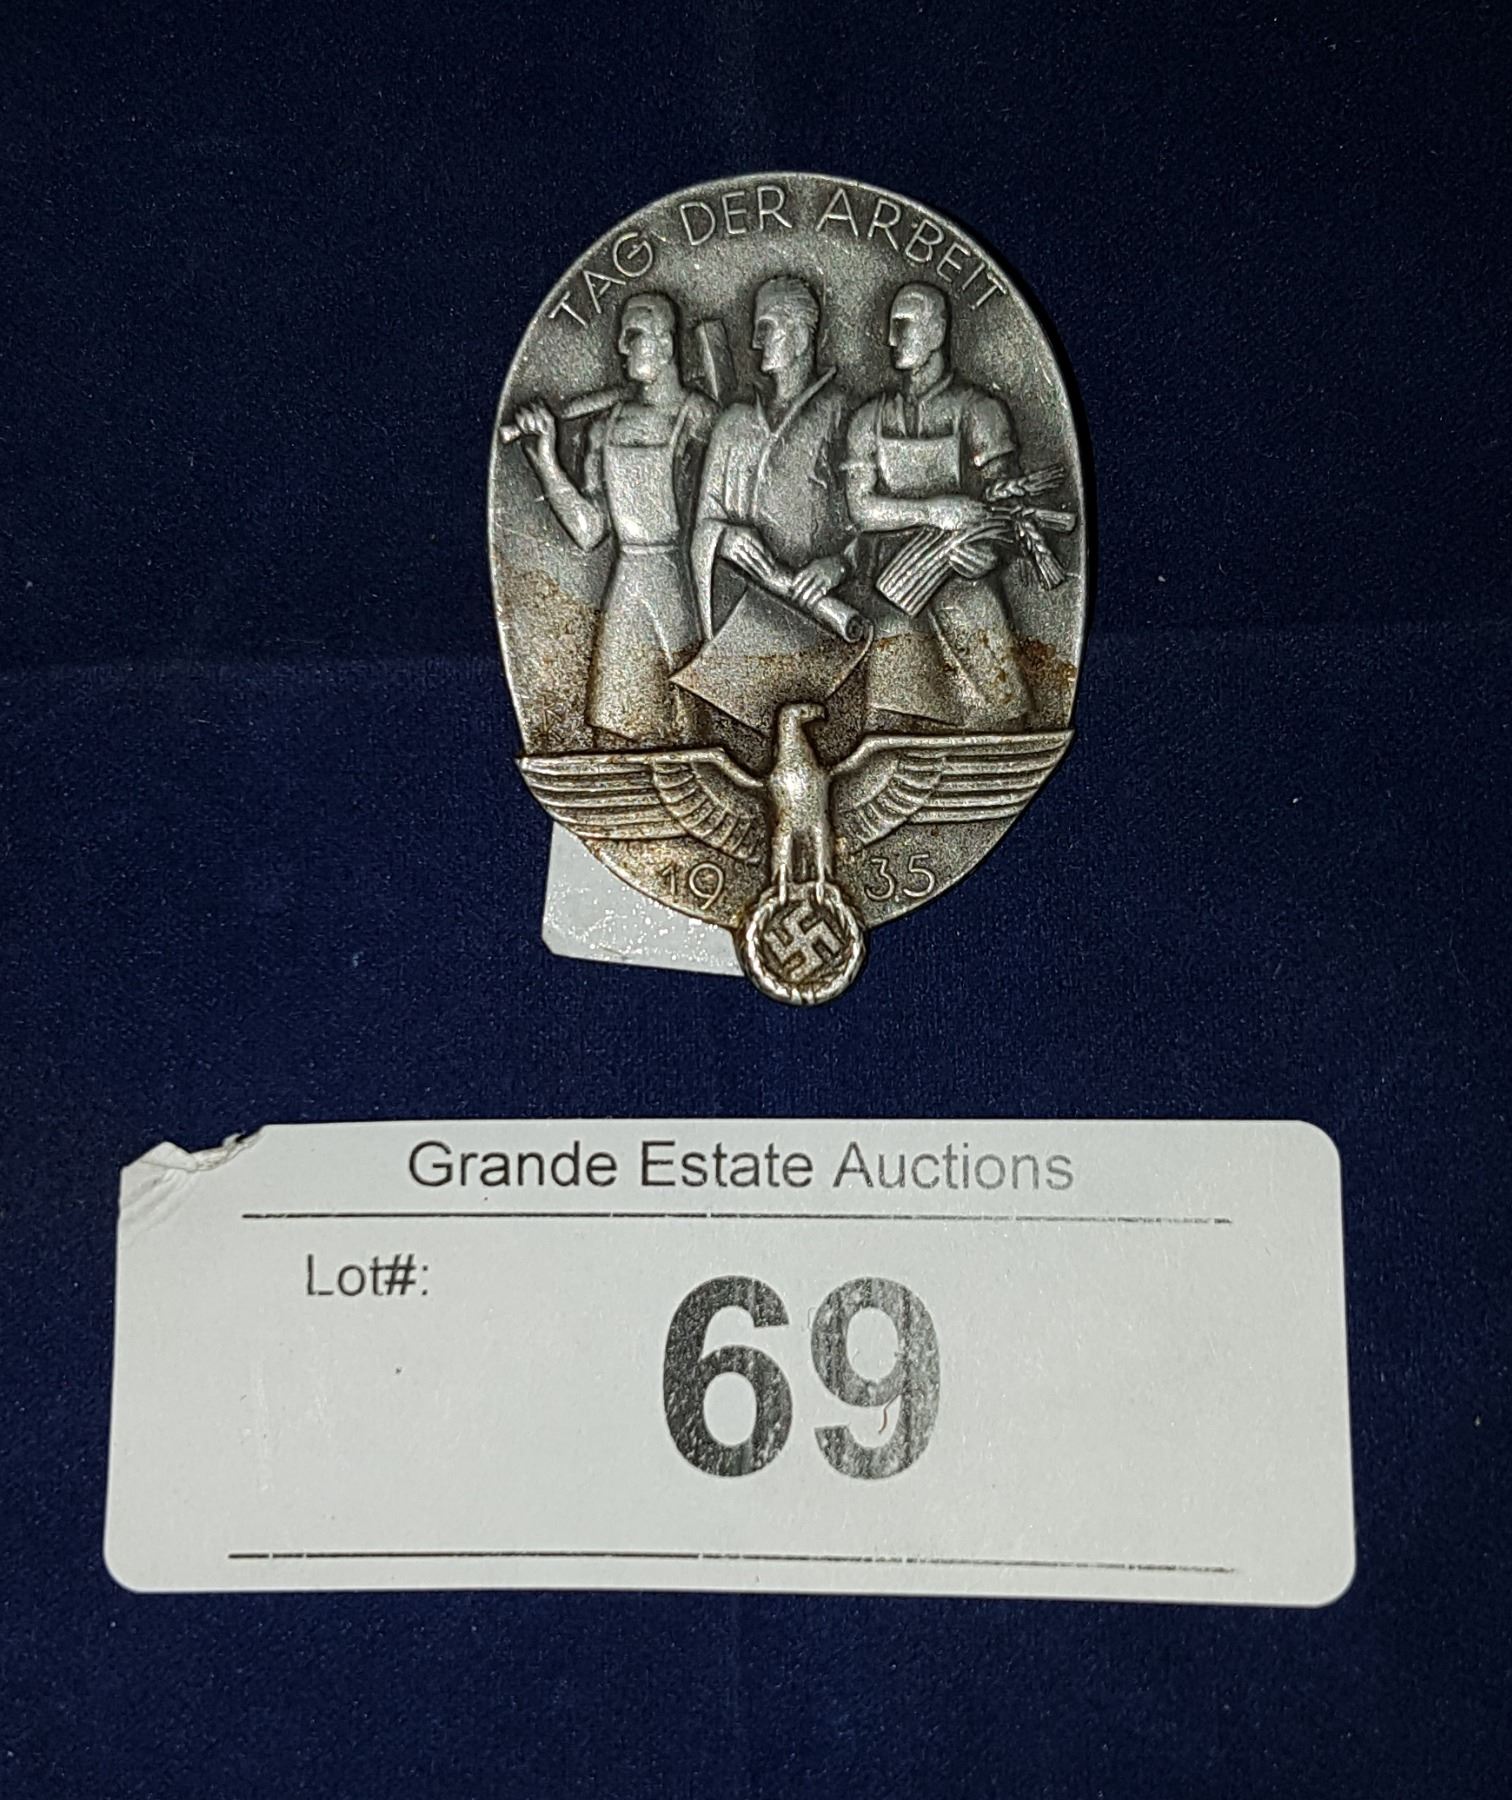 TAG DER ARBEIT
1935
Grande Estate Auctions
Lot#:
69